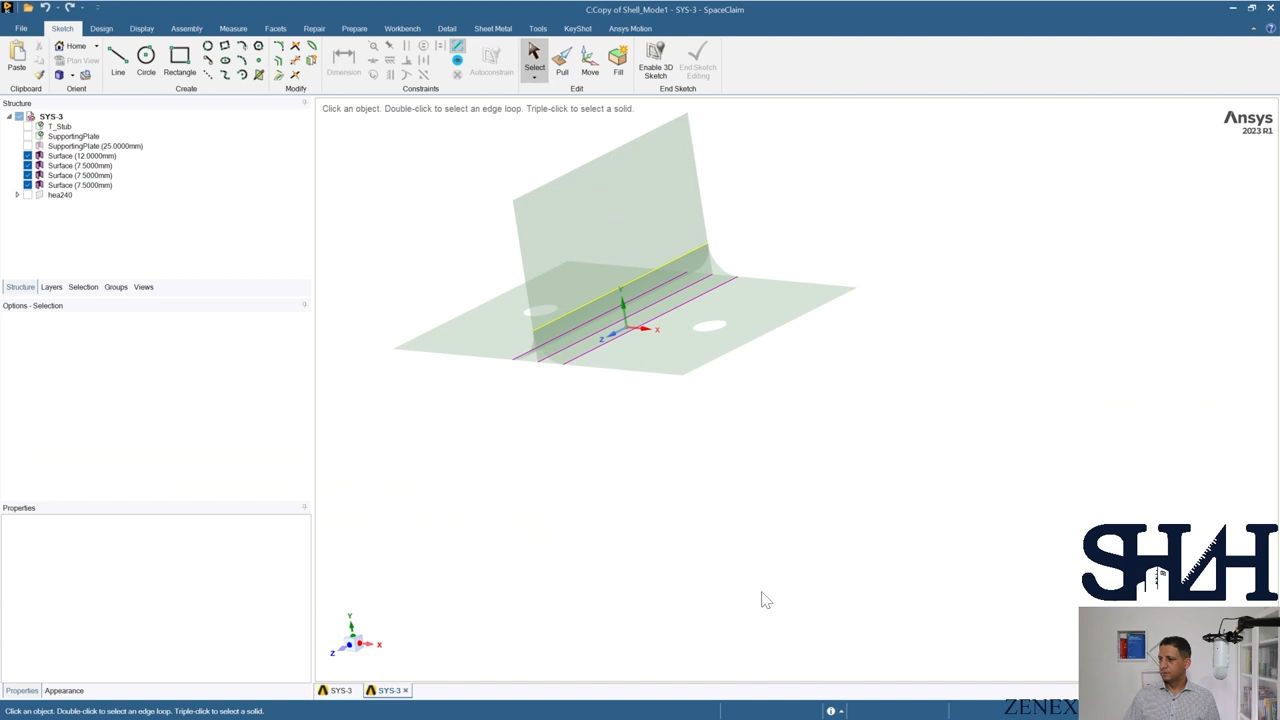 C:Copy of Shell_Mode1 - SYS-3 - SpaceClaim
File Sketch Design Display Assembly Measure Facets Repair Prepare Workbench Detail Sheet Metal Tools KeyShot Ansys Motion
Home
Plan View
Paste
Line
Circle
Rectangle
Dimension
Autoconstrain
Select
Pull
Move
Fill
Enable 3D Sketch
End Sketch Editing
Clipboard Orient Create Modify Constraints Edit End Sketch
Structure
SYS-3
T_Stub
SupportingPlate
SupportingPlate (25.0000mm)
Surface (12.0000mm)
Surface (7.5000mm)
Surface (7.5000mm)
Surface (7.5000mm)
hea240
Structure Layers Selection Groups Views
Options - Selection
Properties
Properties Appearance
Click an object. Double-click to select an edge loop. Triple-click to select a solid.
Ansys
2023 R1
Y
X
Z
Y
X
Z
SYS-3
SYS-3
Click an object. Double-click to select an edge loop. Triple-click to select a solid.
ZENEX